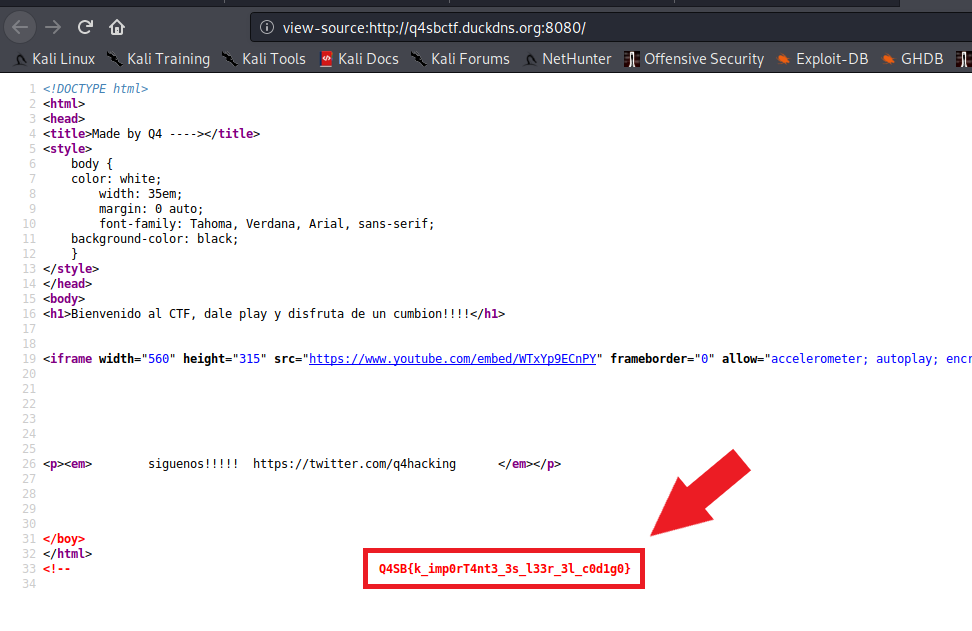 view-source:http://q4sbctf.duckdns.org:8080/
Kali Linux Kali Training Kali Tools Kali Docs Kali Forums NetHunter Offensive Security Exploit-DB GHDB
1 <!DOCTYPE html>
2 <html>
3 <head>
4 <title>Made by Q4 ----></title>
5 <style>
6 body {
7 color: white;
8 width: 35em;
9 margin: 0 auto;
10 font-family: Tahoma, Verdana, Arial, sans-serif;
11 background-color: black;
12 }
13 </style>
14 </head>
15 <body>
16 <h1>Bienvenido al CTF, dale play y disfruta de un cumbion!!!!</h1>
17
18
19 <iframe width="560" height="315" src="https://www.youtube.com/embed/WTxYp9ECnPY" frameborder="0" allow="accelerometer; autoplay; encr
20
21
22
23
24
25
26 <p><em> siguenos!!!!! https://twitter.com/q4hacking </em></p>
27
28
29
30
31 </boy>
32 </html>
33 <!-- Q4SB{k_imp0rT4nt3_3s_l33r_3l_c0d1g0}
34